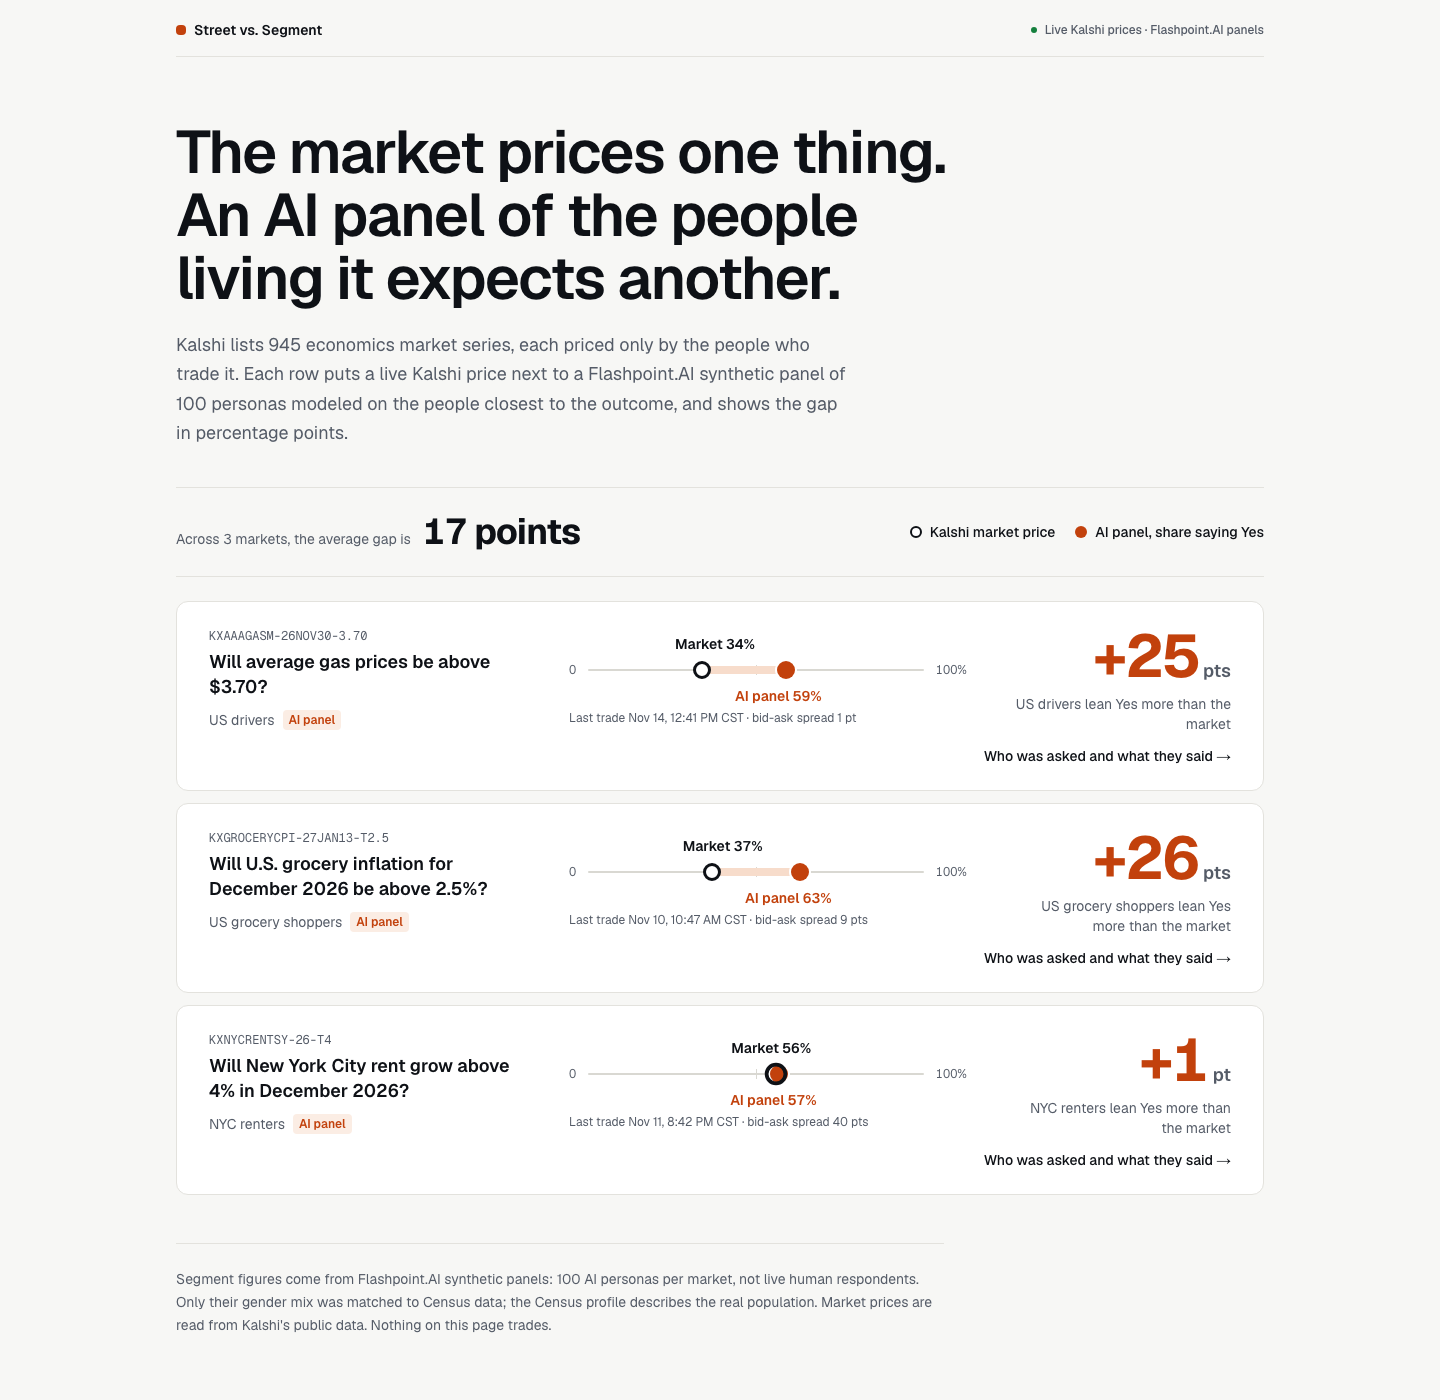 Street vs. Segment
Live Kalshi prices · Flashpoint.AI panels
The market prices one thing.
An AI panel of the people
living it expects another.
Kalshi lists 945 economics market series, each priced only by the people who
trade it. Each row puts a live Kalshi price next to a Flashpoint.AI synthetic panel of
100 personas modeled on the people closest to the outcome, and shows the gap
in percentage points.
Across 3 markets, the average gap is 17 points
Kalshi market price
AI panel, share saying Yes
KXAAAGASM-26NOV30-3.70
Will average gas prices be above
$3.70?
US drivers AI panel
Market 34%
0 100%
AI panel 59%
Last trade Nov 14, 12:41 PM CST · bid-ask spread 1 pt
+25 pts
US drivers lean Yes more than the
market
Who was asked and what they said →
KXGROCERYCPI-27JAN13-T2.5
Will U.S. grocery inflation for
December 2026 be above 2.5%?
US grocery shoppers AI panel
Market 37%
0 100%
AI panel 63%
Last trade Nov 10, 10:47 AM CST · bid-ask spread 9 pts
+26 pts
US grocery shoppers lean Yes
more than the market
Who was asked and what they said →
KXNYCRENTSY-26-T4
Will New York City rent grow above
4% in December 2026?
NYC renters AI panel
Market 56%
0 100%
AI panel 57%
Last trade Nov 11, 8:42 PM CST · bid-ask spread 40 pts
+1 pt
NYC renters lean Yes more than
the market
Who was asked and what they said →
Segment figures come from Flashpoint.AI synthetic panels: 100 AI personas per market, not live human respondents.
Only their gender mix was matched to Census data; the Census profile describes the real population. Market prices are
read from Kalshi's public data. Nothing on this page trades.